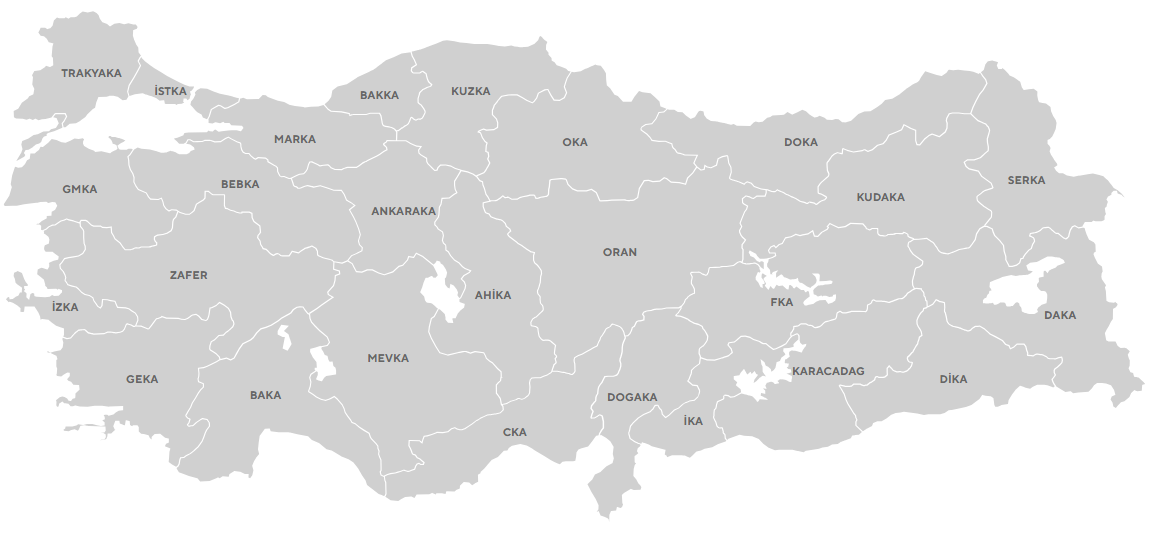 TRAKYAKA
İSTKA
BAKKA
KUZKA
MARKA
OKA
DOKA
GMKA
BEBKA
ANKARAKA
KUDAKA
SERKA
ORAN
ZAFER
AHİKA
FKA
İZKA
DAKA
MEVKA
GEKA
BAKA
DOGAKA
KARACADAG
DİKA
CKA
İKA